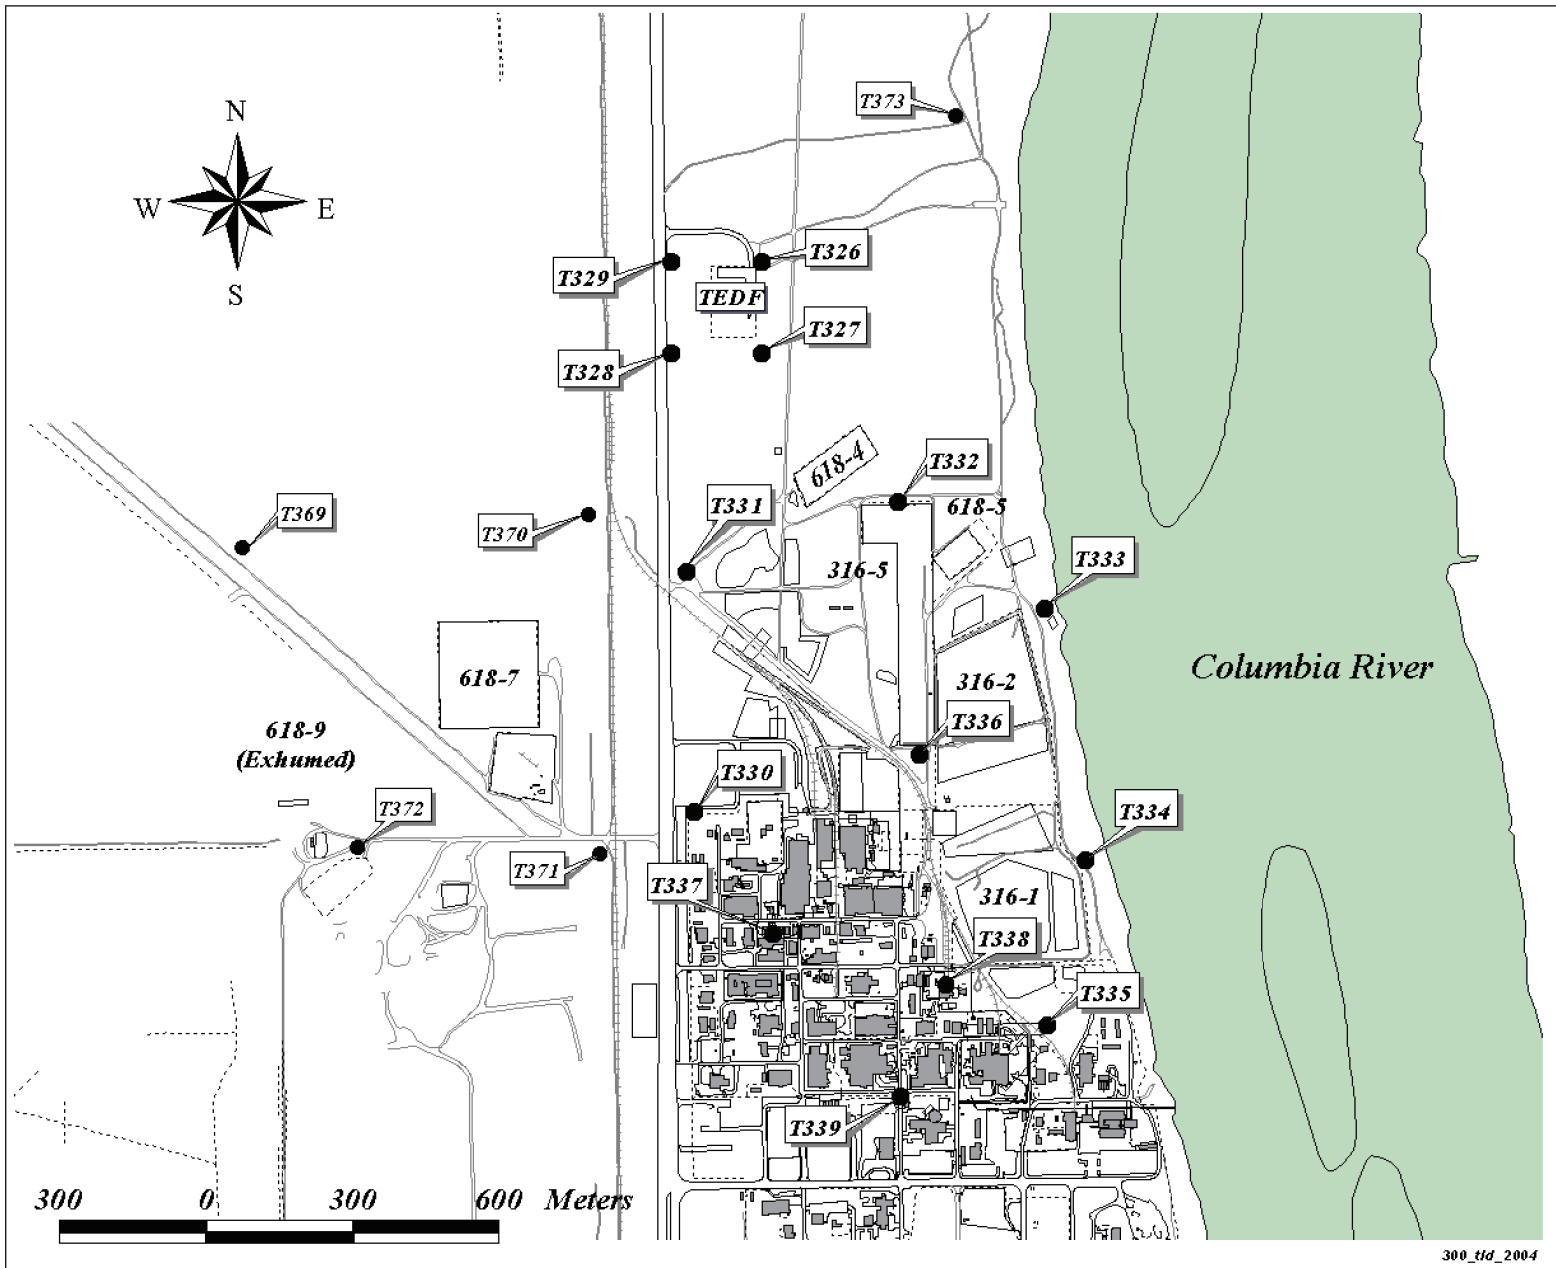 T373
N
W E
S
T326
T329
TEDF
T327
T328
618-4
T332
T331
618-5
T369
T370
T333
316-5
Columbia River
618-7
316-2
T336
618-9
(Exhumed)
T330
T372
T334
T371
T337
316-1
T338
T335
T339
300 0 300 600 Meters
300_tld_2004